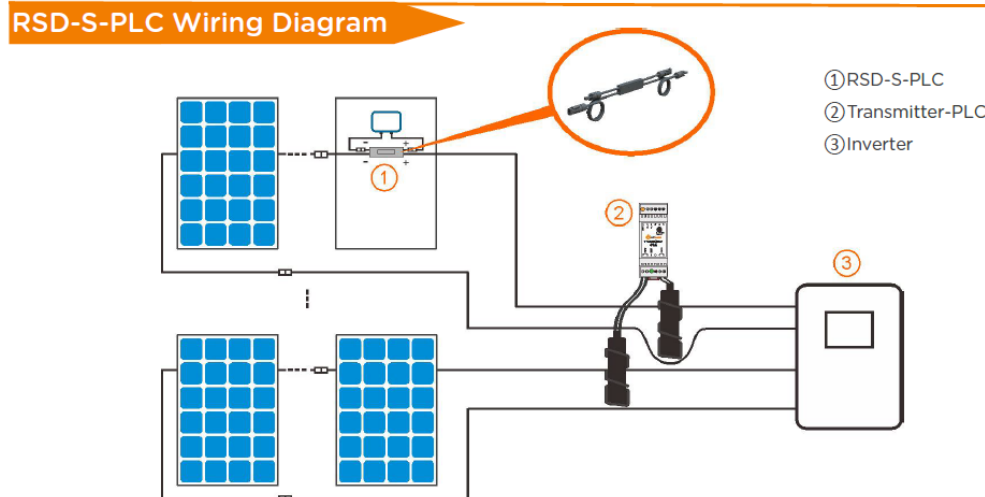 RSD-S-PLC Wiring Diagram
①RSD-S-PLC
②Transmitter-PLC
③Inverter
- +
- +
①
②
③